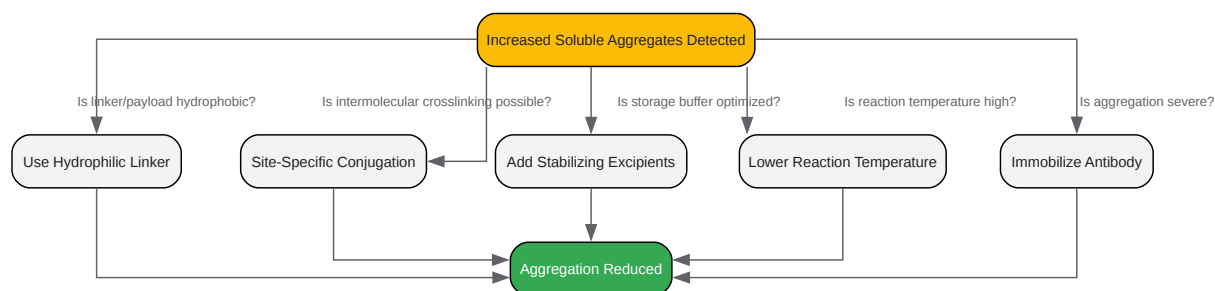 Increased Soluble Aggregates Detected
Is linker/payload hydrophobic?
Is intermolecular crosslinking possible?
Is storage buffer optimized?
Is reaction temperature high?
Is aggregation severe?
Use Hydrophilic Linker
Site-Specific Conjugation
Add Stabilizing Excipients
Lower Reaction Temperature
Immobilize Antibody
Aggregation Reduced